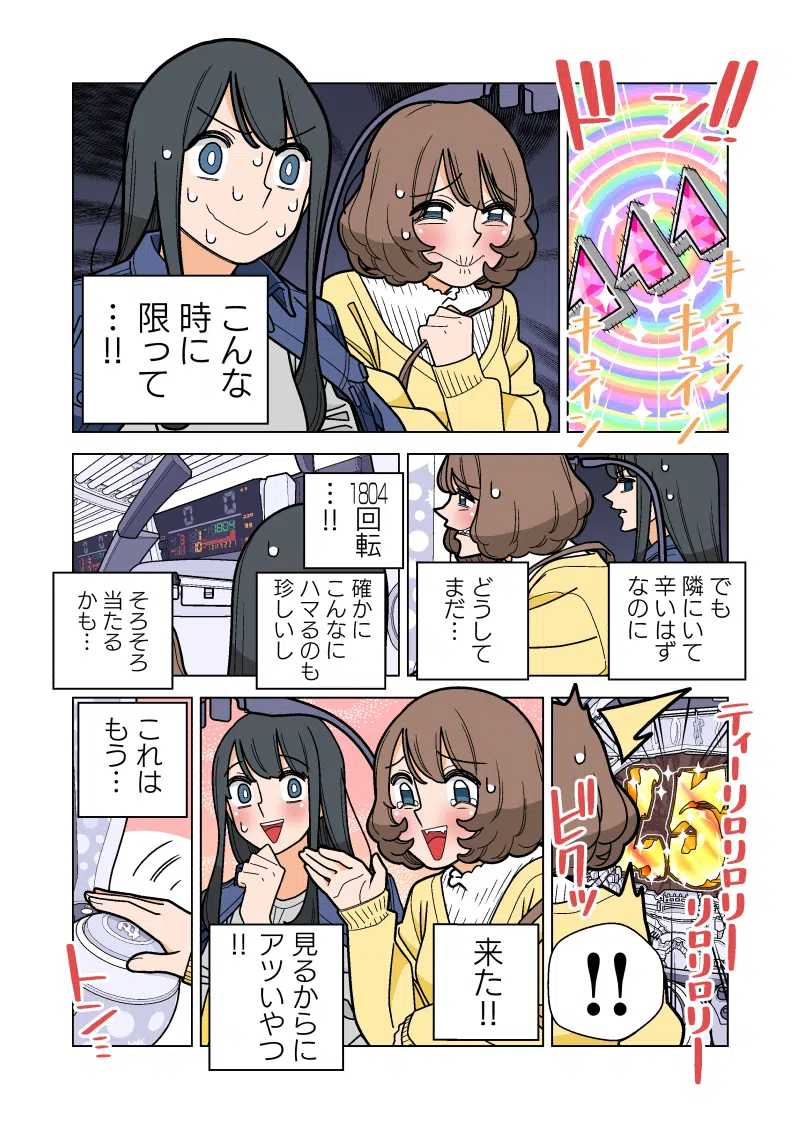 ドン!!
キュイン
キュイン
キュイン
こんな
時に
限って
…!!
でも
隣にいて
辛いはず
なのに
どうして
まだ…
1804
回転
…!!
1804
確かに
こんなに
ハマるのも
珍しいし
そろそろ
当たる
かも…
ティーリロリロリー
リロリロリー
ビクッ
!!
来た!!
見るからに
アツいやつ
!!
これは
もう…
トン